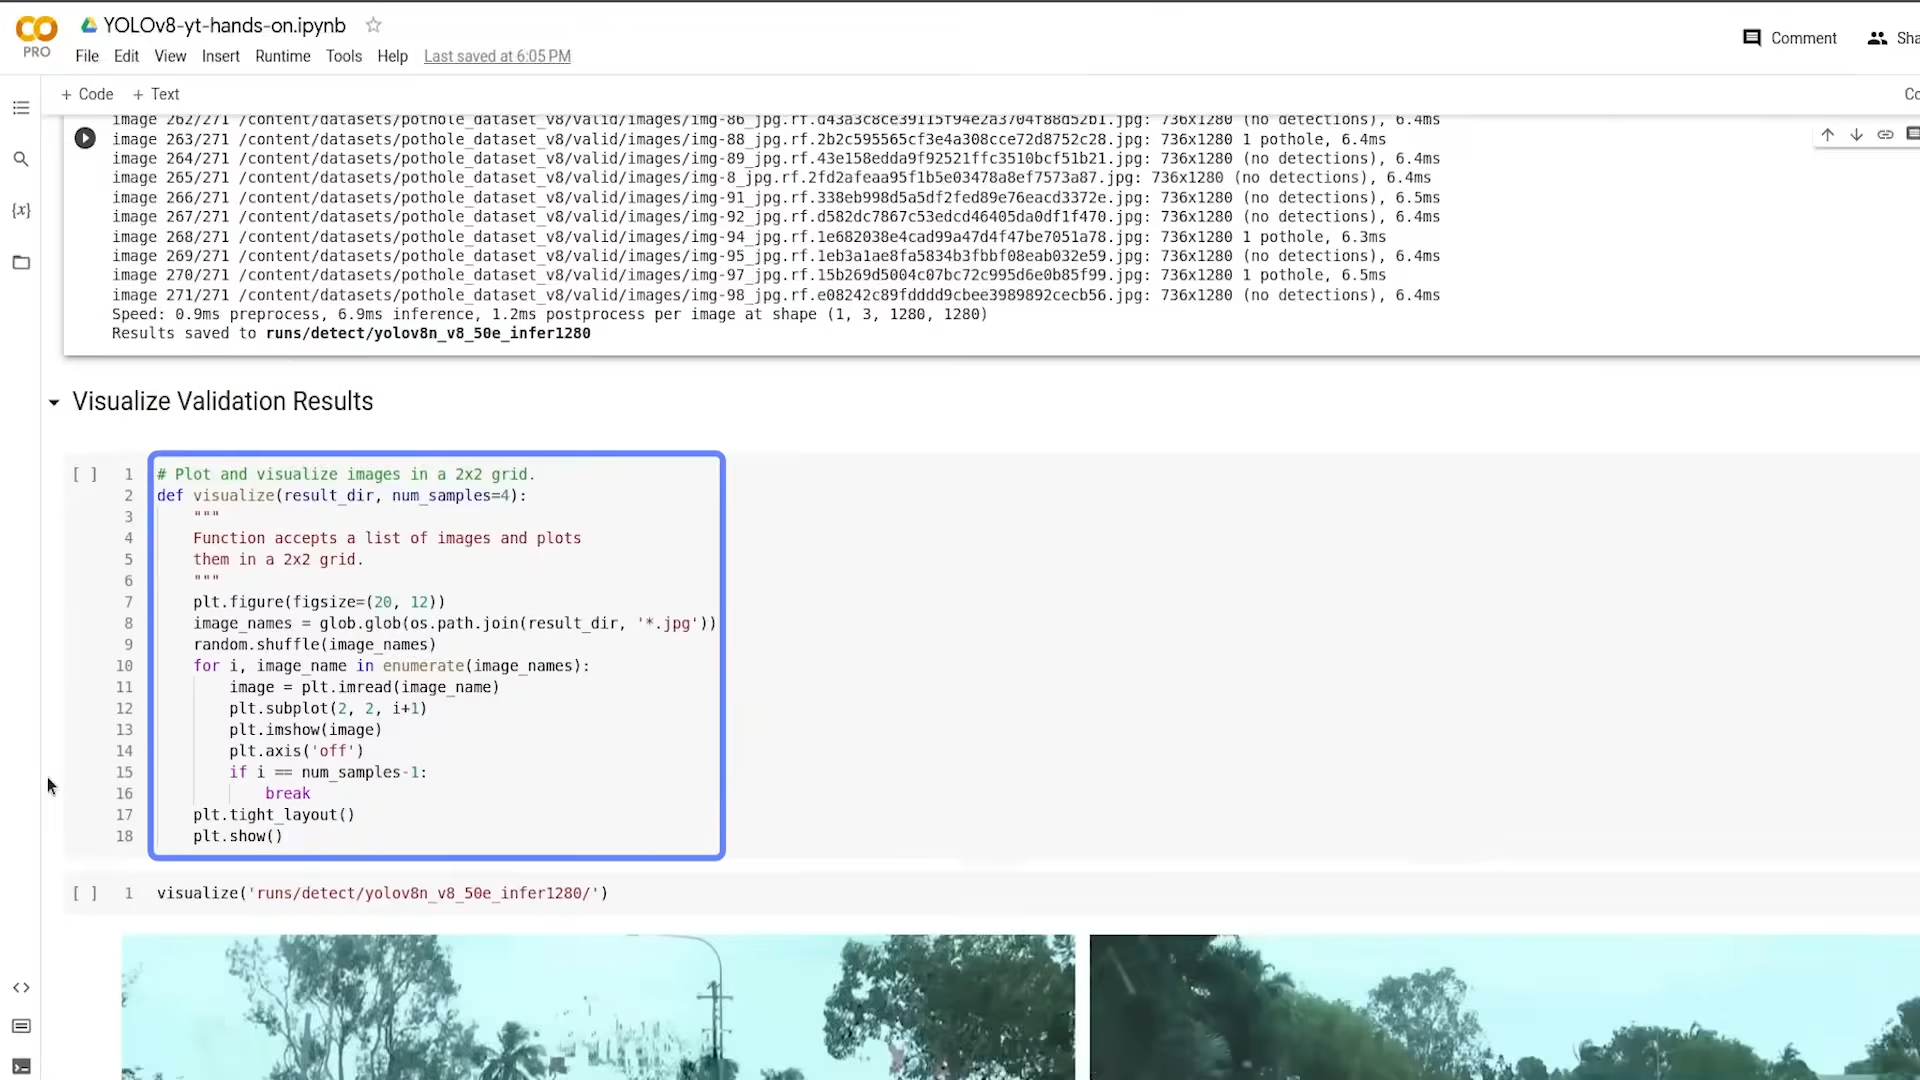 YOLOv8-yt-hands-on.ipynb
PRO
File Edit View Insert Runtime Tools Help Last saved at 6:05 PM
Comment
Sha
+ Code + Text
Co
image 262/271 /content/datasets/pothole_dataset_v8/valid/images/img-86_jpg.rf.d43a3c8ce39115f94e2a3704f88d52b1.jpg: 736x1280 (no detections), 6.4ms
image 263/271 /content/datasets/pothole_dataset_v8/valid/images/img-88_jpg.rf.2b2c595565cf3e4a308cce72d8752c28.jpg: 736x1280 1 pothole, 6.4ms
image 264/271 /content/datasets/pothole_dataset_v8/valid/images/img-89_jpg.rf.43e158edda9f92521ffc3510bcf51b21.jpg: 736x1280 (no detections), 6.4ms
image 265/271 /content/datasets/pothole_dataset_v8/valid/images/img-8_jpg.rf.2fd2afeaa95f1b5e03478a8ef7573a87.jpg: 736x1280 (no detections), 6.4ms
image 266/271 /content/datasets/pothole_dataset_v8/valid/images/img-91_jpg.rf.338eb998d5a5df2fed89e76eacd3372e.jpg: 736x1280 (no detections), 6.5ms
image 267/271 /content/datasets/pothole_dataset_v8/valid/images/img-92_jpg.rf.d582dc7867c53edcd46405da0df1f470.jpg: 736x1280 (no detections), 6.4ms
image 268/271 /content/datasets/pothole_dataset_v8/valid/images/img-94_jpg.rf.1e682038e4cad99a47d4f47be7051a78.jpg: 736x1280 1 pothole, 6.3ms
image 269/271 /content/datasets/pothole_dataset_v8/valid/images/img-95_jpg.rf.1eb3a1ae8fa5834b3fbbf08eab032e59.jpg: 736x1280 (no detections), 6.4ms
image 270/271 /content/datasets/pothole_dataset_v8/valid/images/img-97_jpg.rf.15b269d5004c07bc72c995d6e0b85f99.jpg: 736x1280 1 pothole, 6.5ms
image 271/271 /content/datasets/pothole_dataset_v8/valid/images/img-98_jpg.rf.e08242c89fdddd9cbee3989892cecb56.jpg: 736x1280 (no detections), 6.4ms
Speed: 0.9ms preprocess, 6.9ms inference, 1.2ms postprocess per image at shape (1, 3, 1280, 1280)
Results saved to runs/detect/yolov8n_v8_50e_infer1280
Visualize Validation Results
[ ] 1 # Plot and visualize images in a 2x2 grid.
2 def visualize(result_dir, num_samples=4):
3 """
4 Function accepts a list of images and plots
5 them in a 2x2 grid.
6 """
7 plt.figure(figsize=(20, 12))
8 image_names = glob.glob(os.path.join(result_dir, '*.jpg'))
9 random.shuffle(image_names)
10 for i, image_name in enumerate(image_names):
11 image = plt.imread(image_name)
12 plt.subplot(2, 2, i+1)
13 plt.imshow(image)
14 plt.axis('off')
15 if i == num_samples-1:
16 break
17 plt.tight_layout()
18 plt.show()
[ ] 1 visualize('runs/detect/yolov8n_v8_50e_infer1280/')